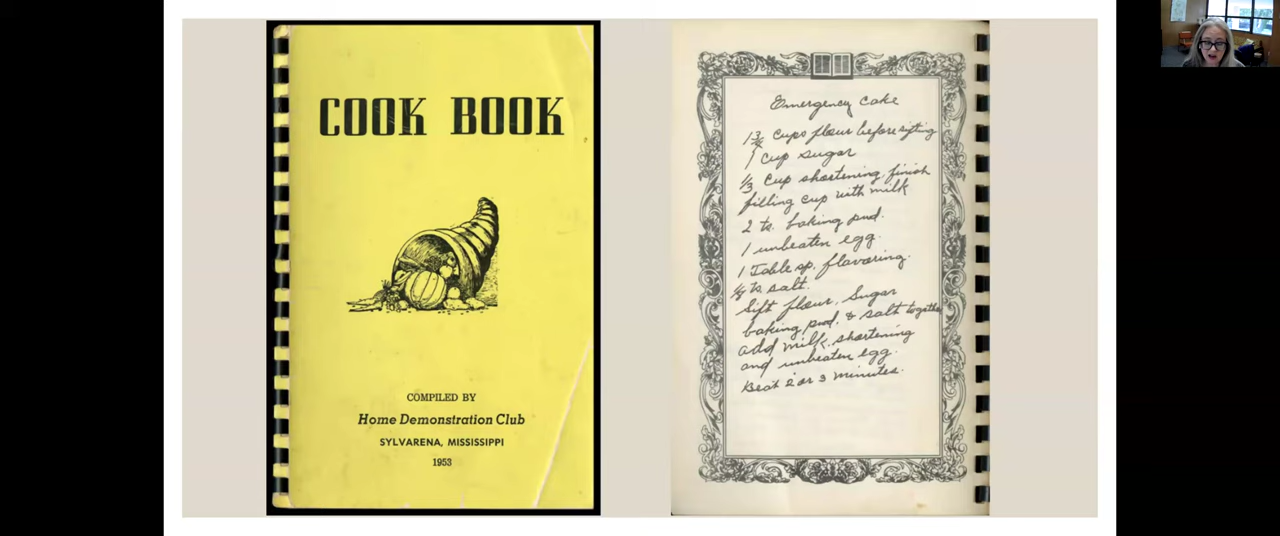 COOK BOOK
COMPILED BY
Home Demonstration Club
SYLVARENA, MISSISSIPPI
1953
Emergency Cake
1 3/4 cups flour before sifting
1 cup sugar
1/3 cup shortening, finish
filling cup with milk
2 ts. baking pwd.
1 unbeaten egg.
1 Table sp. flavoring.
1/8 ts salt.
Sift flour, Sugar
baking pwd. & salt together
add milk, shortening
and unbeaten egg.
Beat 2 or 3 minutes.